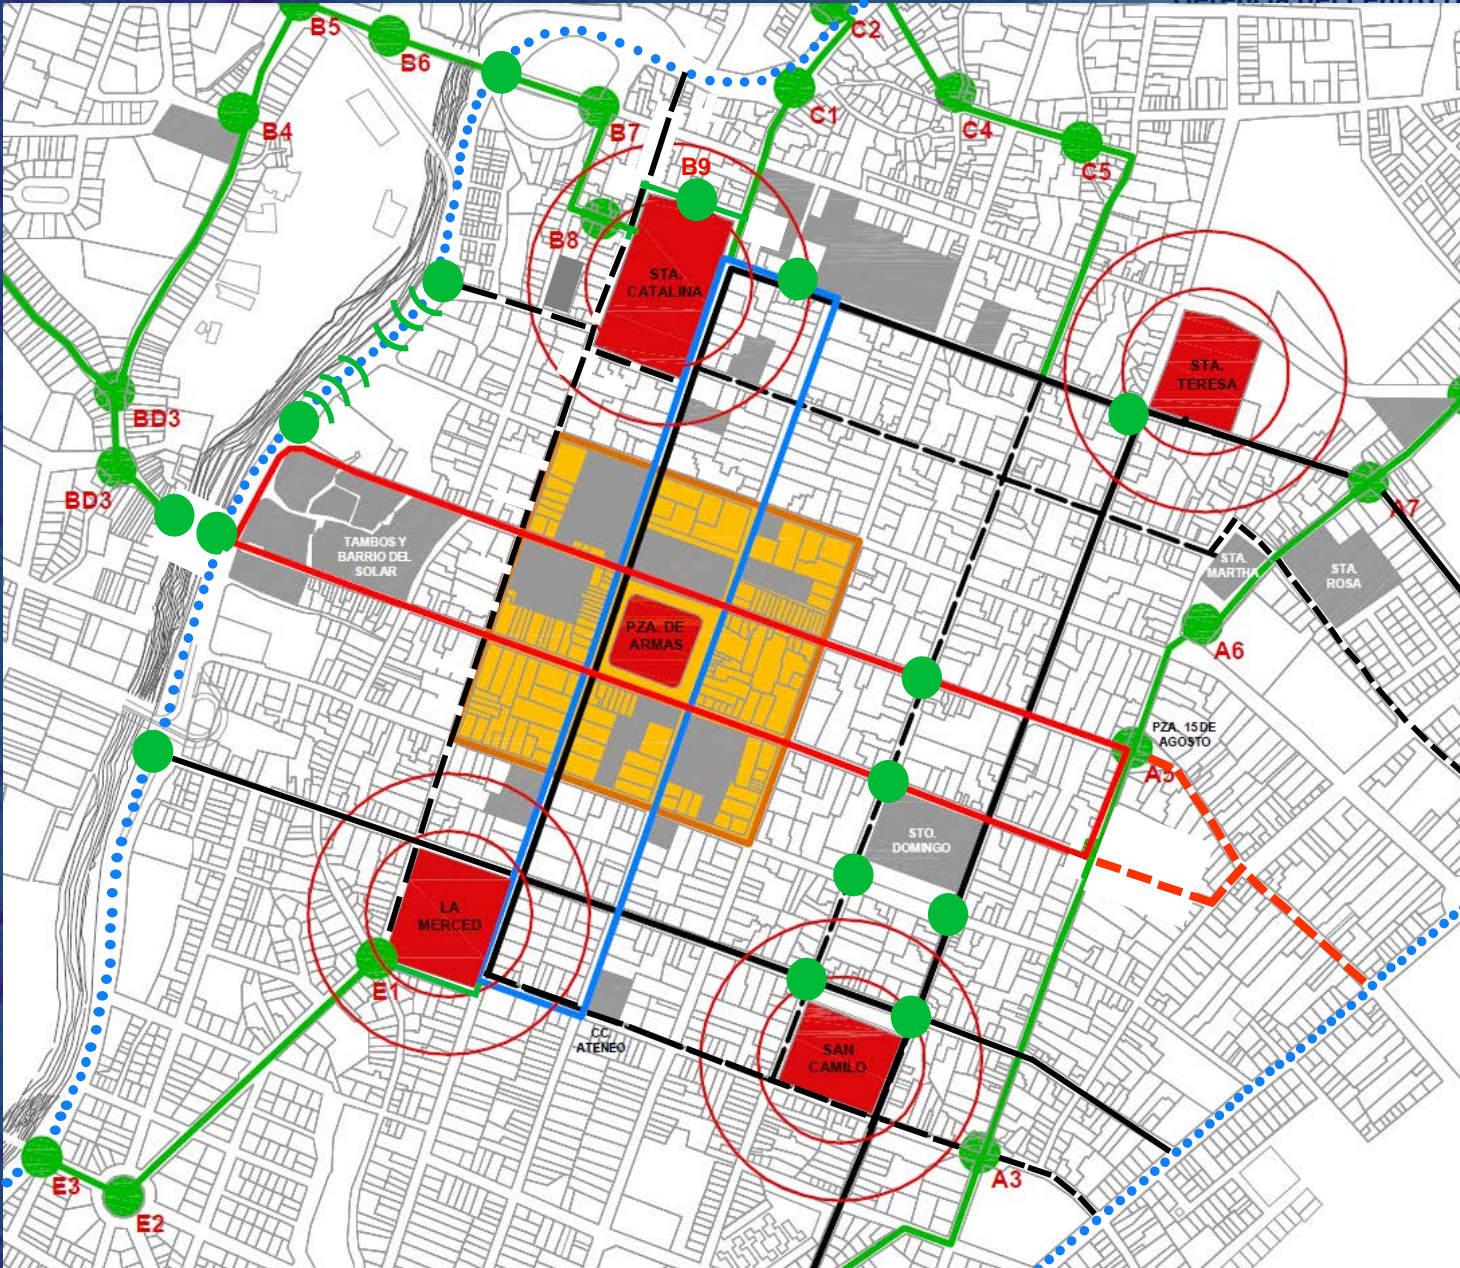 B5
C2
B6
B4
B7
C1
C4
B9
C5
B8
STA.
CATALINA
STA.
TERESA
BD3
BD3
A7
TAMBOS Y
BARRIO DEL
SOLAR
STA.
MARTHA
STA.
ROSA
PZA. DE
ARMAS
A6
PZA. 15 DE
AGOSTO
A5
STO.
DOMINGO
LA
MERCED
E1
CC.
ATENEO
SAN
CAMILO
A3
E3
E2